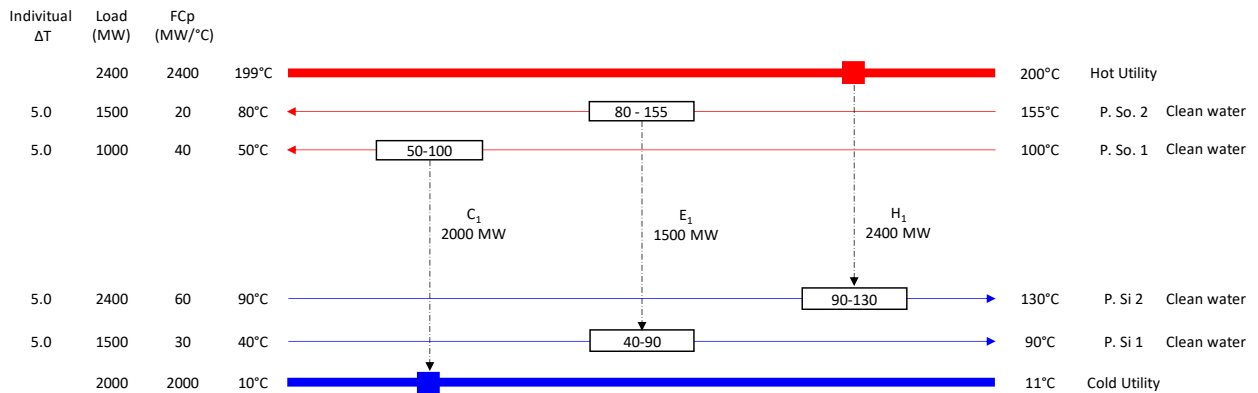 Indivitual Load FCp
ΔT (MW) (MW/°C)
2400 2400 199°C 200°C Hot Utility
5.0 1500 20 80°C 80 - 155 155°C P. So. 2 Clean water
5.0 1000 40 50°C 50-100 100°C P. So. 1 Clean water
C1 E1 H1
2000 MW 1500 MW 2400 MW
5.0 2400 60 90°C 90-130 130°C P. Si 2 Clean water
5.0 1500 30 40°C 40-90 90°C P. Si 1 Clean water
2000 2000 10°C 11°C Cold Utility